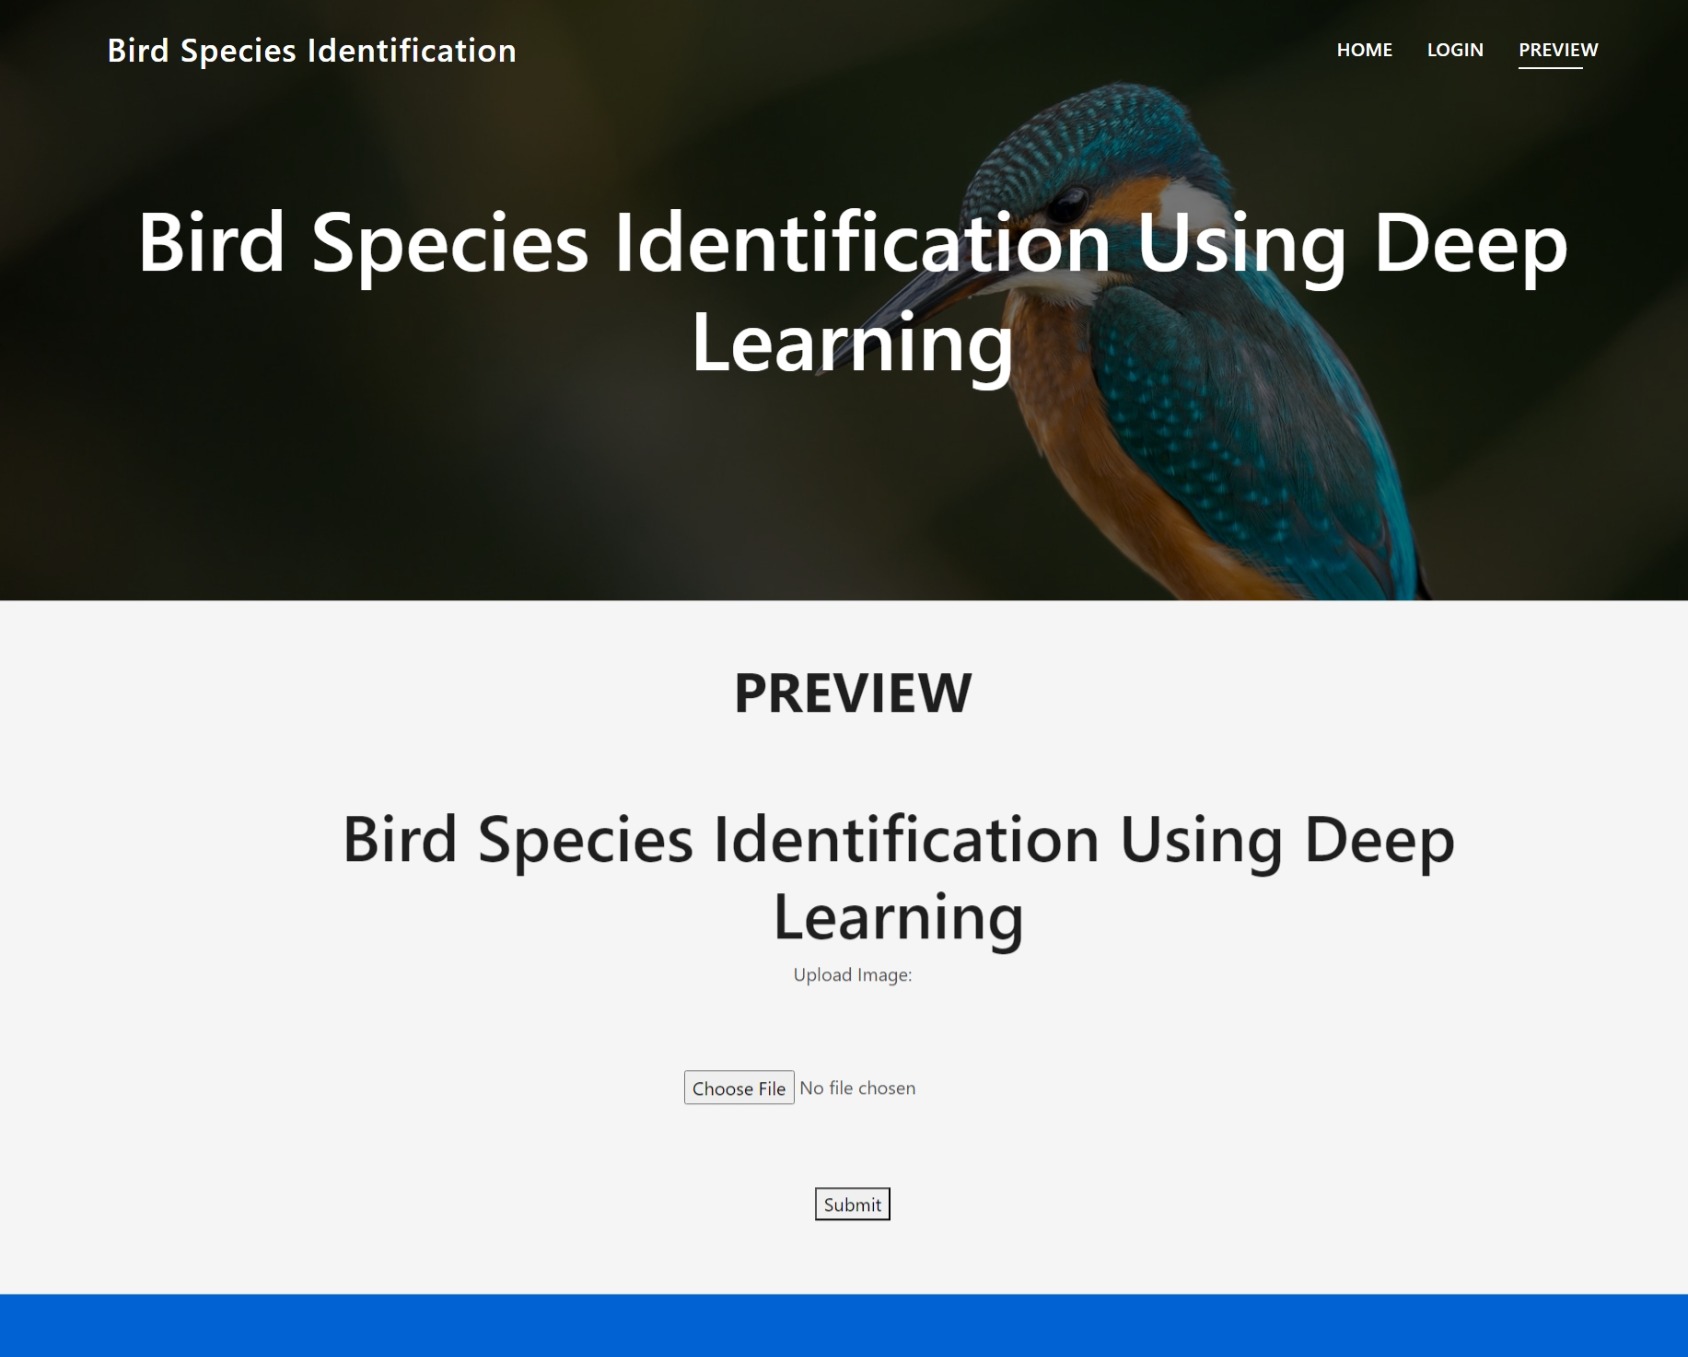 Bird Species Identification
HOME LOGIN PREVIEW
Bird Species Identification Using Deep
Learning
PREVIEW
Bird Species Identification Using Deep
Learning
Upload Image:
Choose File No file chosen
Submit